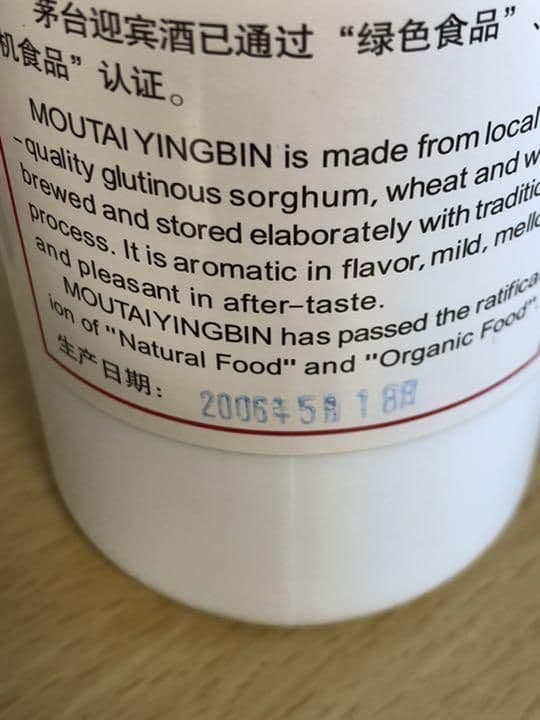 茅台迎宾酒已通过“绿色食品”、
机食品”认证。
MOUTAI YINGBIN is made from local
-quality glutinous sorghum, wheat and w
brewed and stored elaborately with traditio
process. It is aromatic in flavor, mild, mello
and pleasant in after-taste.
MOUTAIYINGBIN has passed the ratifica
ion of "Natural Food" and "Organic Food".
生产日期: 2006年5月18日